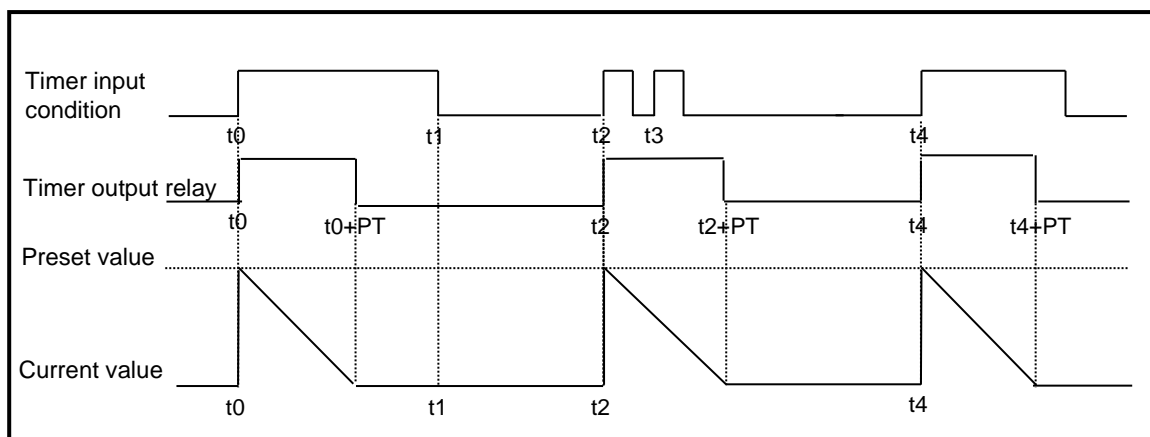 Timer input
condition
t0 t1 t2 t3 t4
Timer output relay
t0 t0+PT t1 t2 t2+PT t4 t4+PT
Preset value
Current value
t0 t1 t2 t4